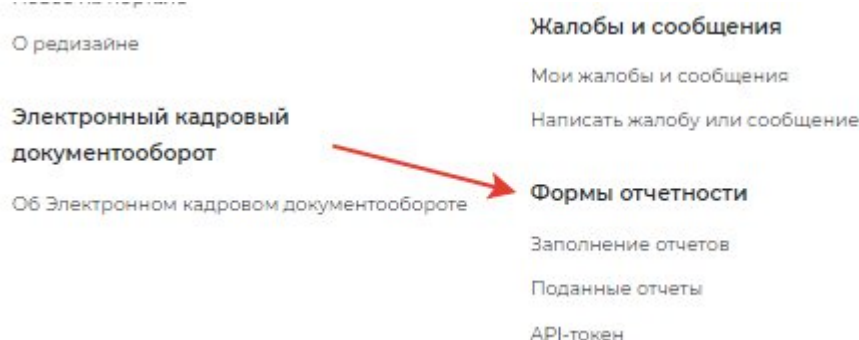 О редизайне
Электронный кадровый
документооборот
Об Электронном кадровом документообороте
Жалобы и сообщения
Мои жалобы и сообщения
Написать жалобу или сообщение
Формы отчетности
Заполнение отчетов
Поданные отчеты
API-токен